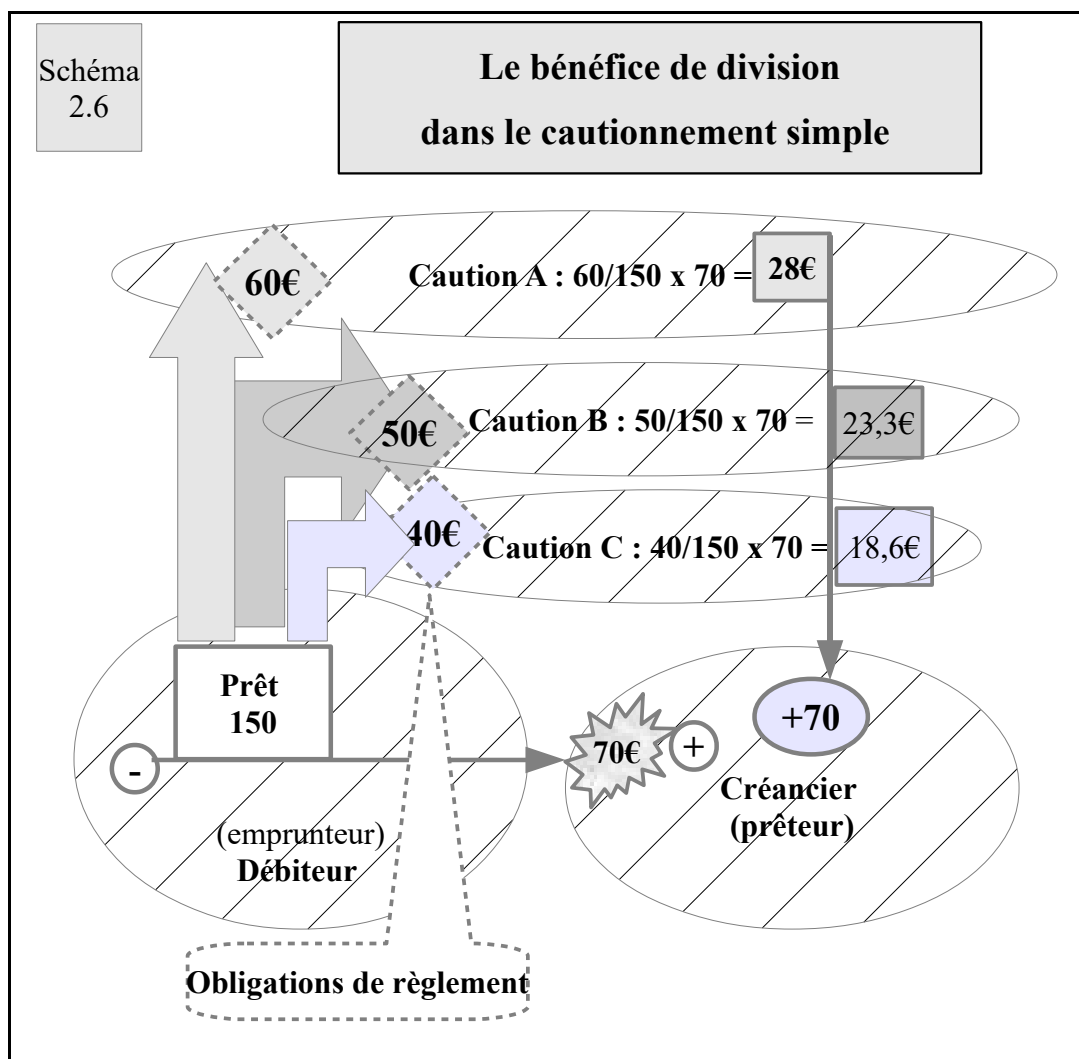 Schéma
2.6
Le bénéfice de division
dans le cautionnement simple
60€
Caution A : 60/150 x 70 =
28€
50€
Caution B : 50/150 x 70 =
23,3€
40€
Caution C : 40/150 x 70 =
18,6€
Prêt
150
-
70€
+
+70
Créancier
(prêteur)
(emprunteur)
Débiteur
Obligations de règlement